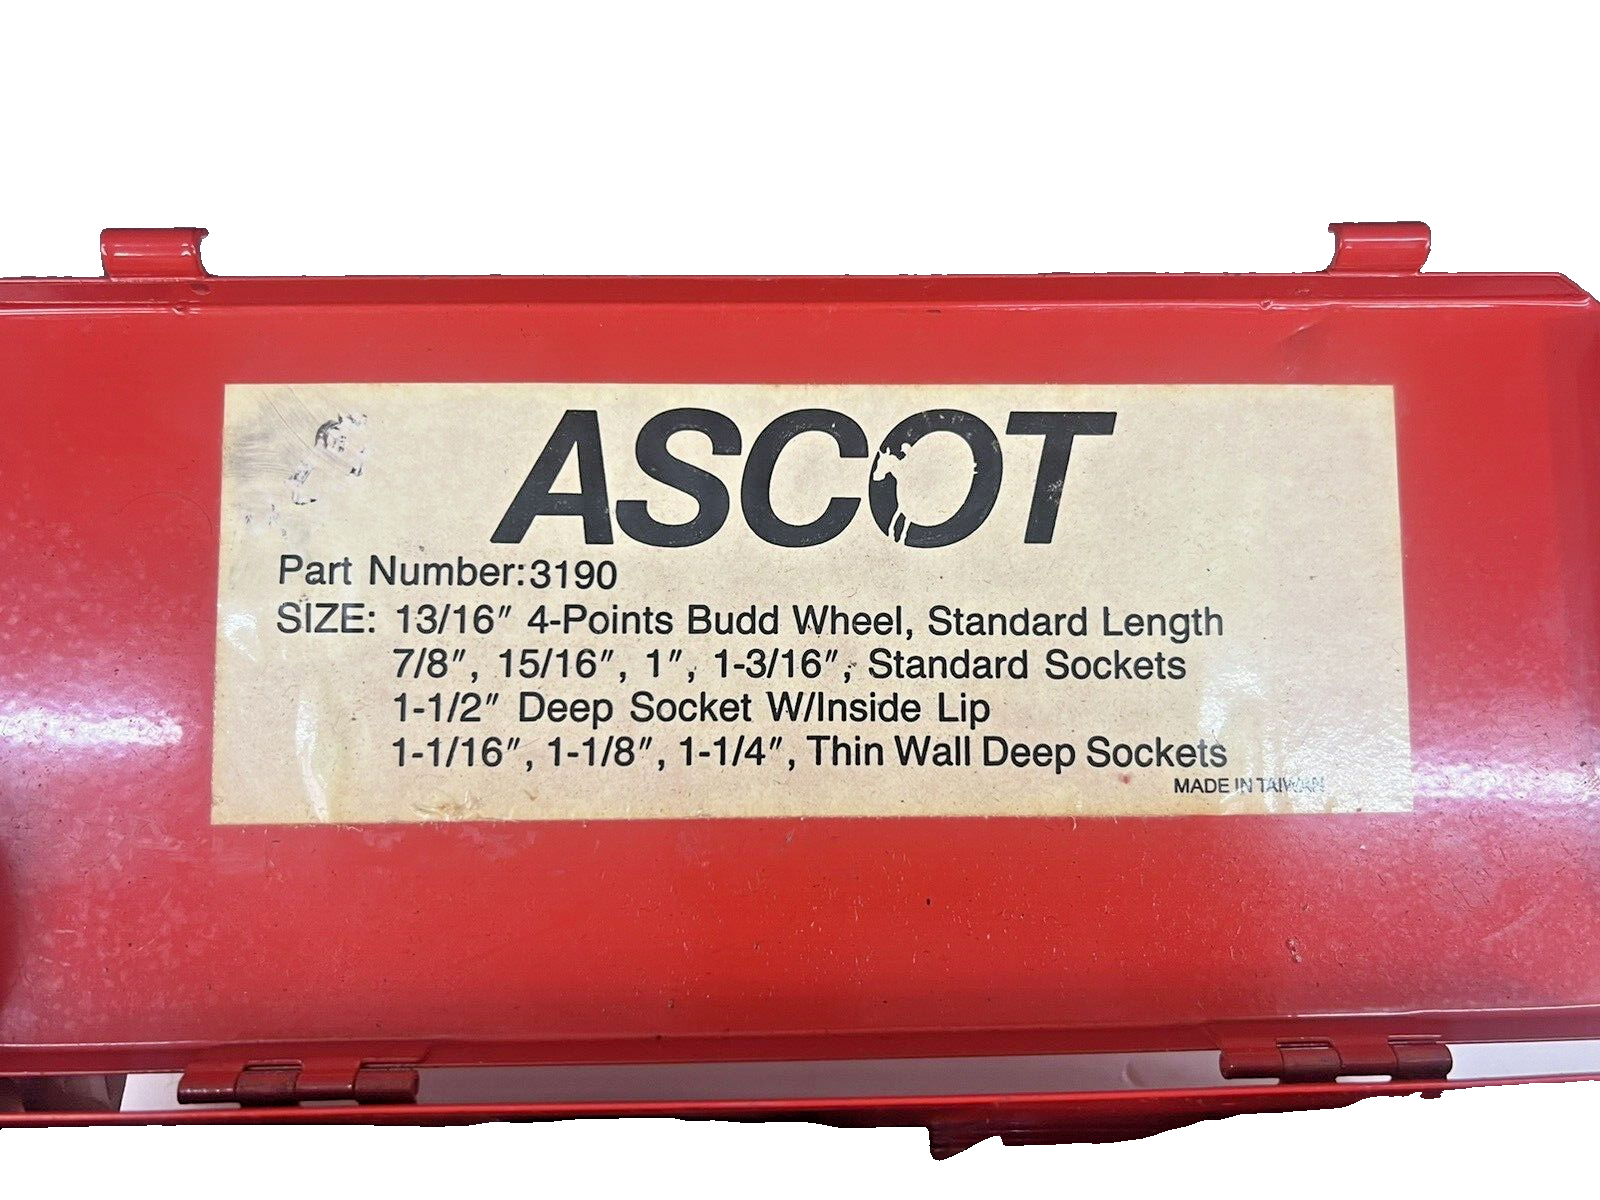 ASCOT
Part Number:3190
SIZE: 13/16″ 4-Points Budd Wheel, Standard Length
7/8″, 15/16″, 1″, 1-3/16″, Standard Sockets
1-1/2″ Deep Socket W/Inside Lip
1-1/16″, 1-1/8″, 1-1/4″, Thin Wall Deep Sockets
MADE IN TAIWAN